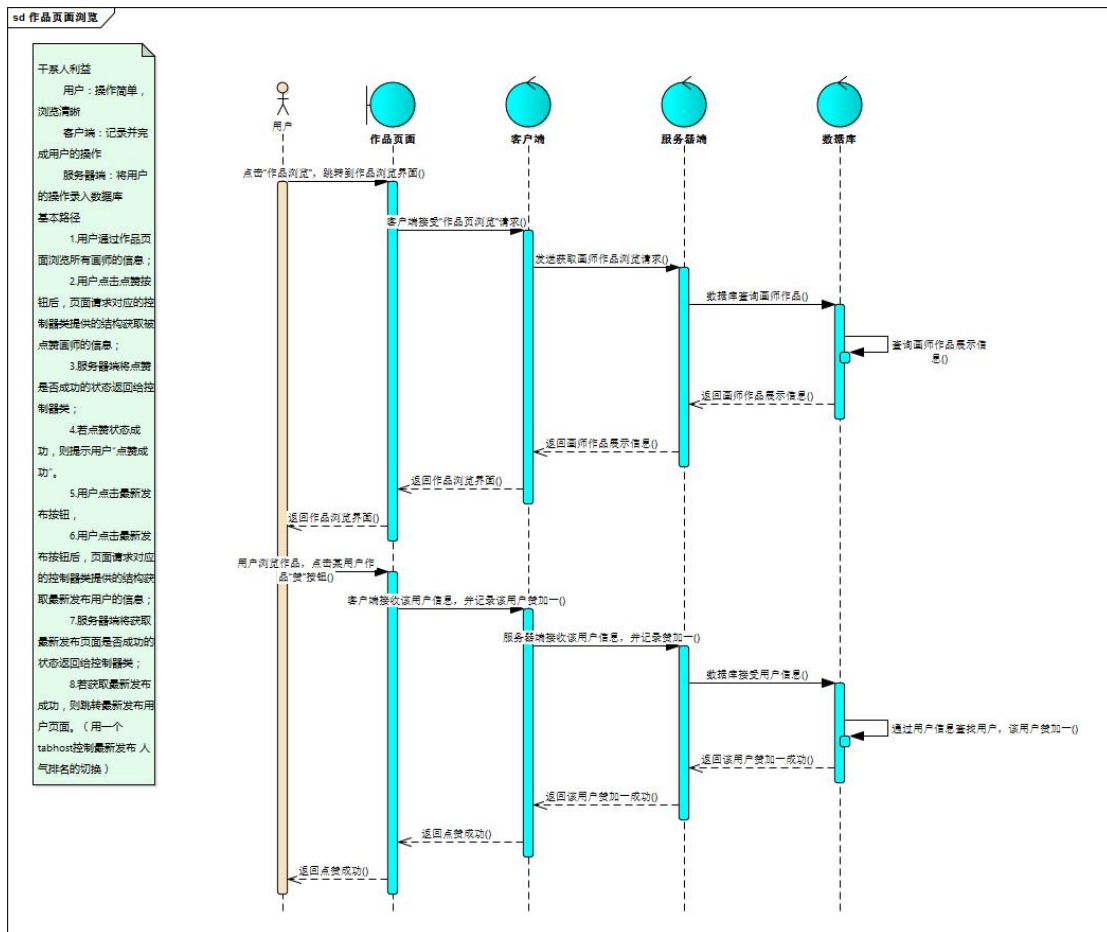 sd 作品页面浏览
干系人利益
用户：操作简单，
浏览清晰
客户端：记录并完
成用户的操作
服务器端：将用户
的操作录入数据库
基本路径
1.用户通过作品页
面浏览所有画师的信息；
2.用户点击点赞按
钮后，页面请求对应的控
制器类提供的结构获取被
点赞画师的信息；
3.服务器端将点赞
是否成功的状态返回给控
制器类；
4.若点赞状态成
功，则提示用户“点赞成
功”。
5.用户点击最新发
布按钮，
6.用户点击最新发
布按钮后，页面请求对应
的控制器类提供的结构获
取最新发布用户的信息；
7.服务器端将获取
最新发布页面是否成功的
状态返回给控制器类；
8.若获取最新发布
成功，则跳转最新发布用
户页面。（用一个
tabhost控制最新发布 人
气排名的切换）
用户
作品页面
客户端
服务器端
数据库
点击“作品浏览”，跳转到作品浏览界面()
客户端接受“作品页浏览”请求()
发送获取画师作品浏览请求()
数据库查询画师作品()
查询画师作品展示信
息()
返回画师作品展示信息()
返回画师作品展示信息()
返回作品浏览界面()
返回作品浏览界面()
用户浏览作品，点击某用户作
品“赞”按钮()
客户端接收该用户信息，并记录该用户赞加一()
服务器端接收该用户信息，并记录赞加一()
数据库接受用户信息()
通过用户信息查找用户，该用户赞加一()
返回该用户赞加一成功()
返回该用户赞加一成功()
返回点赞成功()
返回点赞成功()